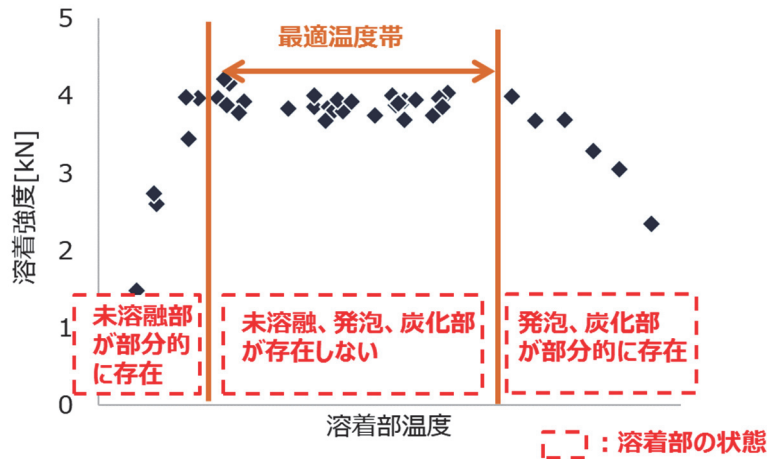 5
最適温度帯
4
3
2
1
0
溶着強度[kN]
未溶融部
が部分的
に存在
未溶融、発泡、炭化部
が存在しない
発泡、炭化部
が部分的に存在
溶着部温度
：溶着部の状態